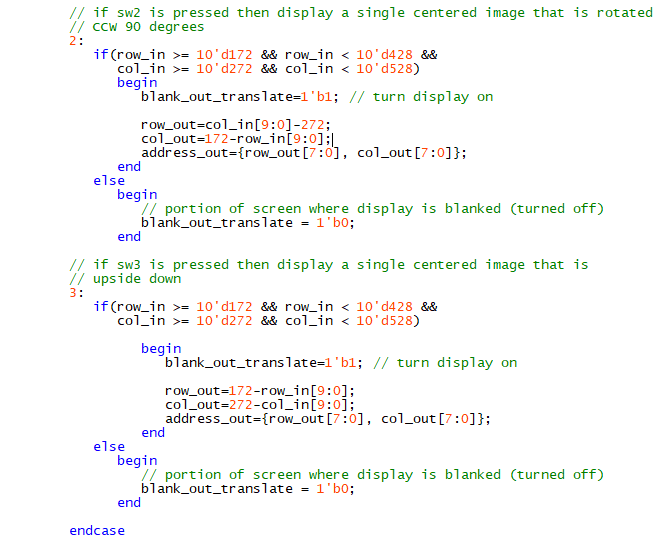 // if sw2 is pressed then display a single centered image that is rotated
// CCW 90 degrees
2:
if(row_in >= 10'd172 && row_in < 10'd428 &&
col_in >= 10'd272 && col_in < 10'd528)
begin
blank_out_translate=1'b1; // turn display on
row_out=col_in[9:0]-272;
col_out=172-row_in[9:0];
address_out={row_out[7:0], col_out[7:0]};
end
else
begin
// portion of screen where display is blanked (turned off)
blank_out_translate = 1'b0;
end
// if sw3 is pressed then display a single centered image that is
// upside down
3:
if(row_in >= 10'd172 && row_in < 10'd428 &&
col_in >= 10'd272 && col_in < 10'd528)
begin
blank_out_translate=1'b1; // turn display on
row_out=172-row_in[9:0];
col_out=272-col_in[9:0];
address_out={row_out[7:0], col_out[7:0]};
end
else
begin
// portion of screen where display is blanked (turned off)
blank_out_translate = 1'b0;
end
endcase